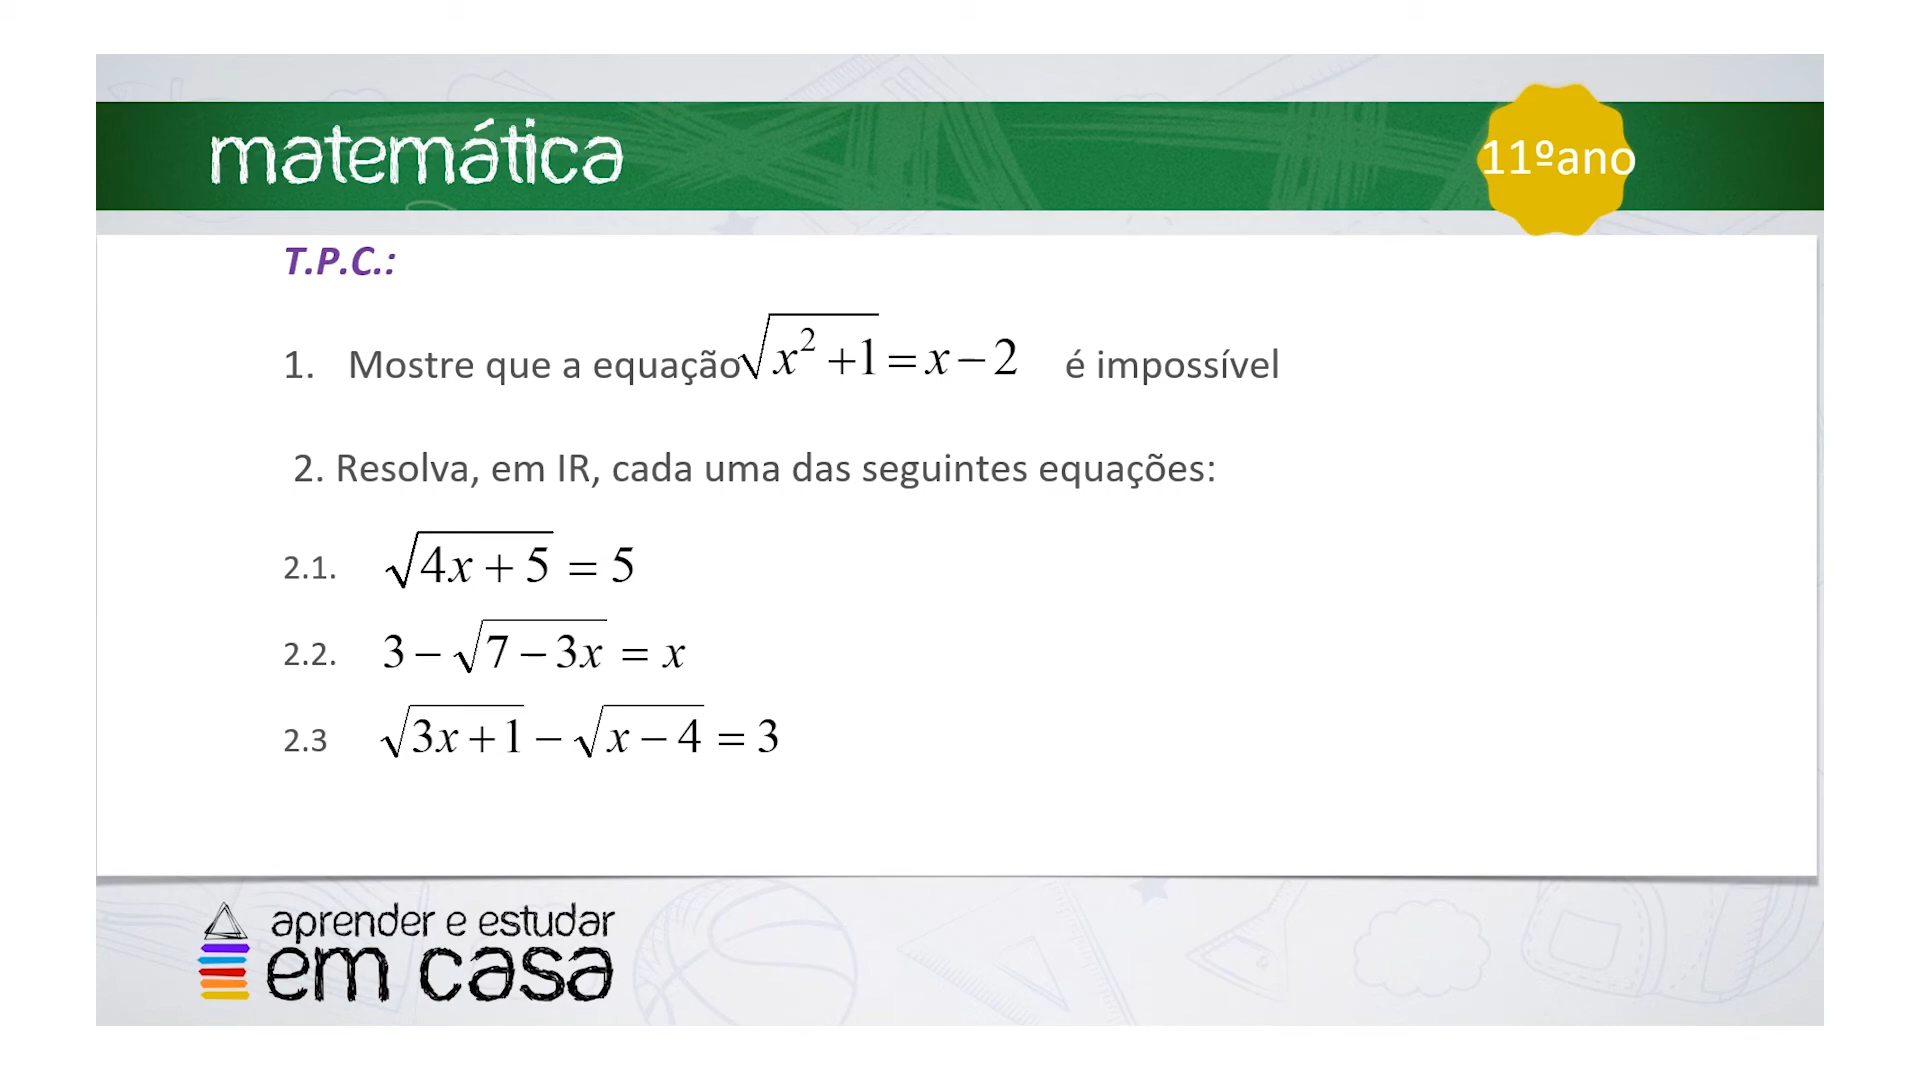 matemática
11ºano
T.P.C.:
1. Mostre que a equação √(x² +1) = x − 2 é impossível
2. Resolva, em IR, cada uma das seguintes equações:
2.1. √(4x + 5) = 5
2.2. 3 − √(7 − 3x) = x
2.3 √(3x + 1) − √(x − 4) = 3
aprender e estudar
em casa